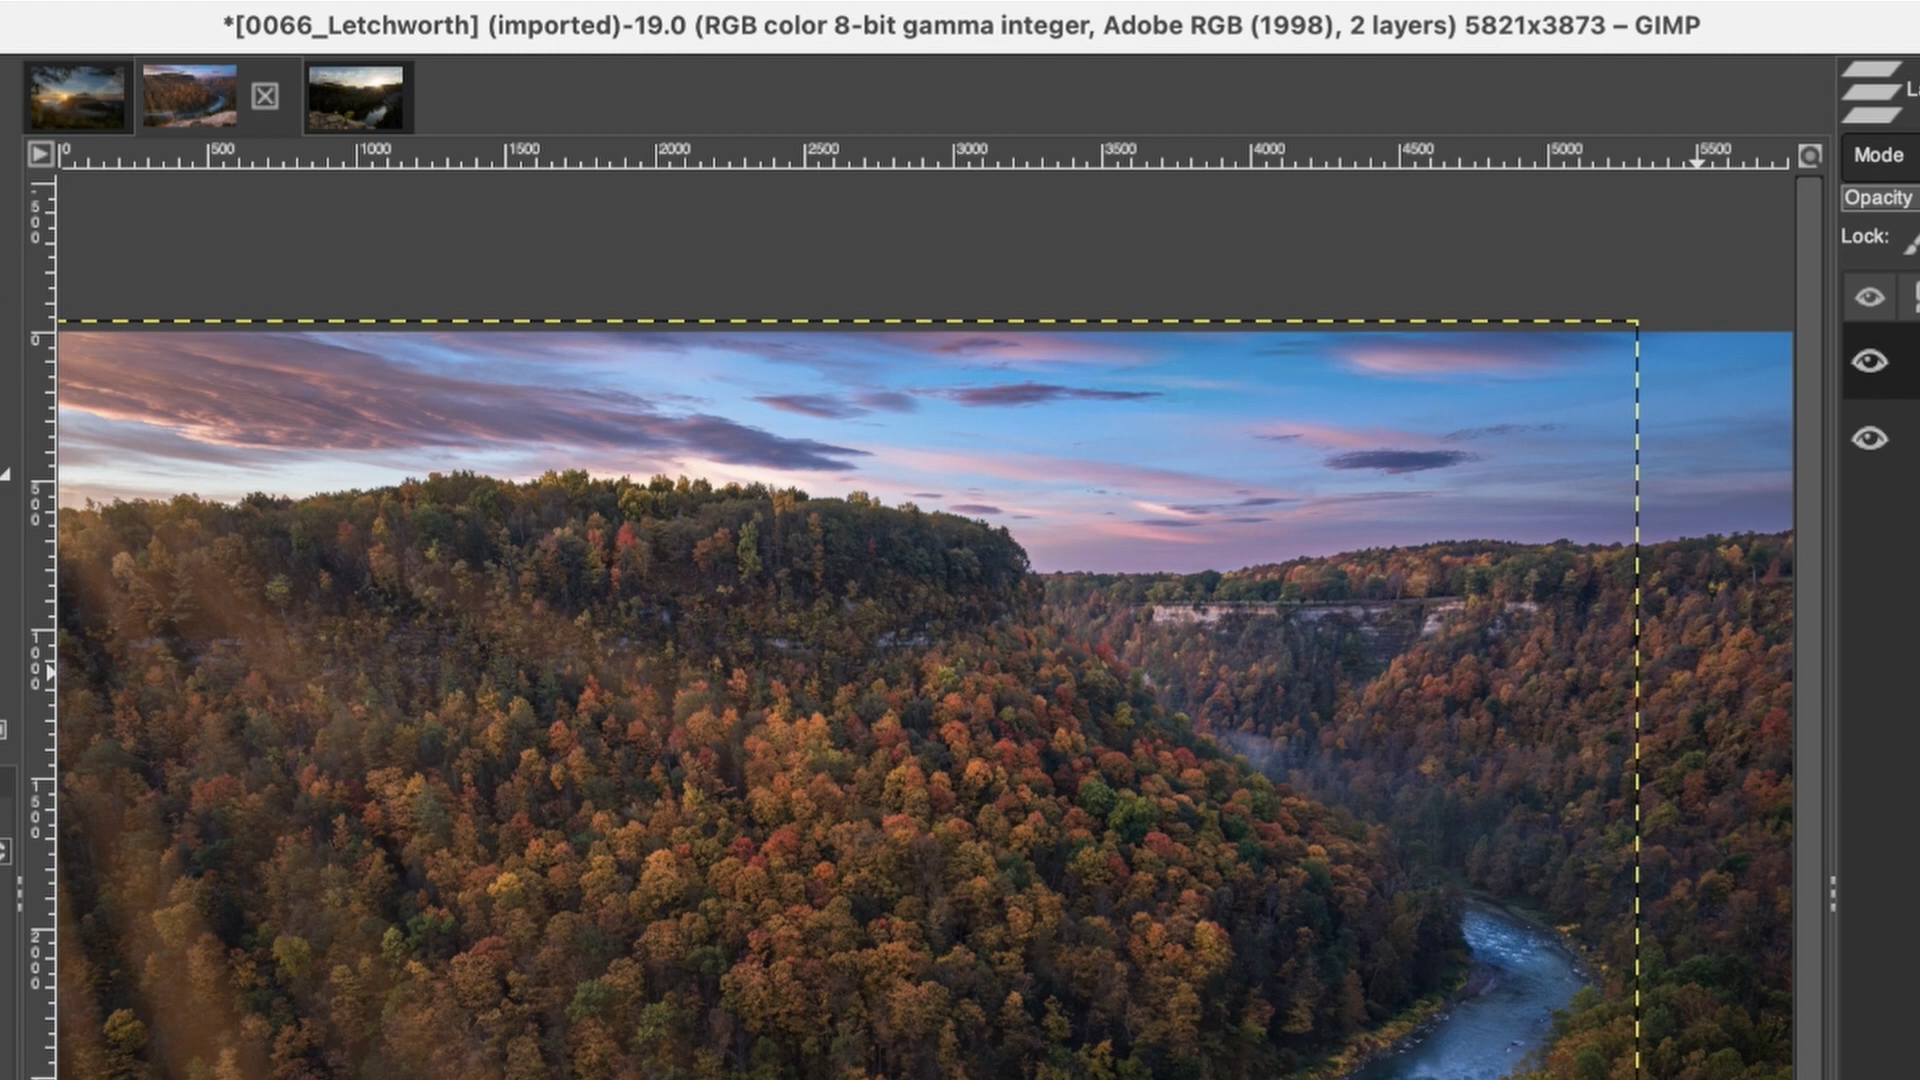 *[0066_Letchworth] (imported)-19.0 (RGB color 8-bit gamma integer, Adobe RGB (1998), 2 layers) 5821x3873 – GIMP
0 500 1000 1500 2000 2500 3000 3500 4000 4500 5000 5500
Mode
Opacity
Lock:
-500
0
500
1000
1500
2000